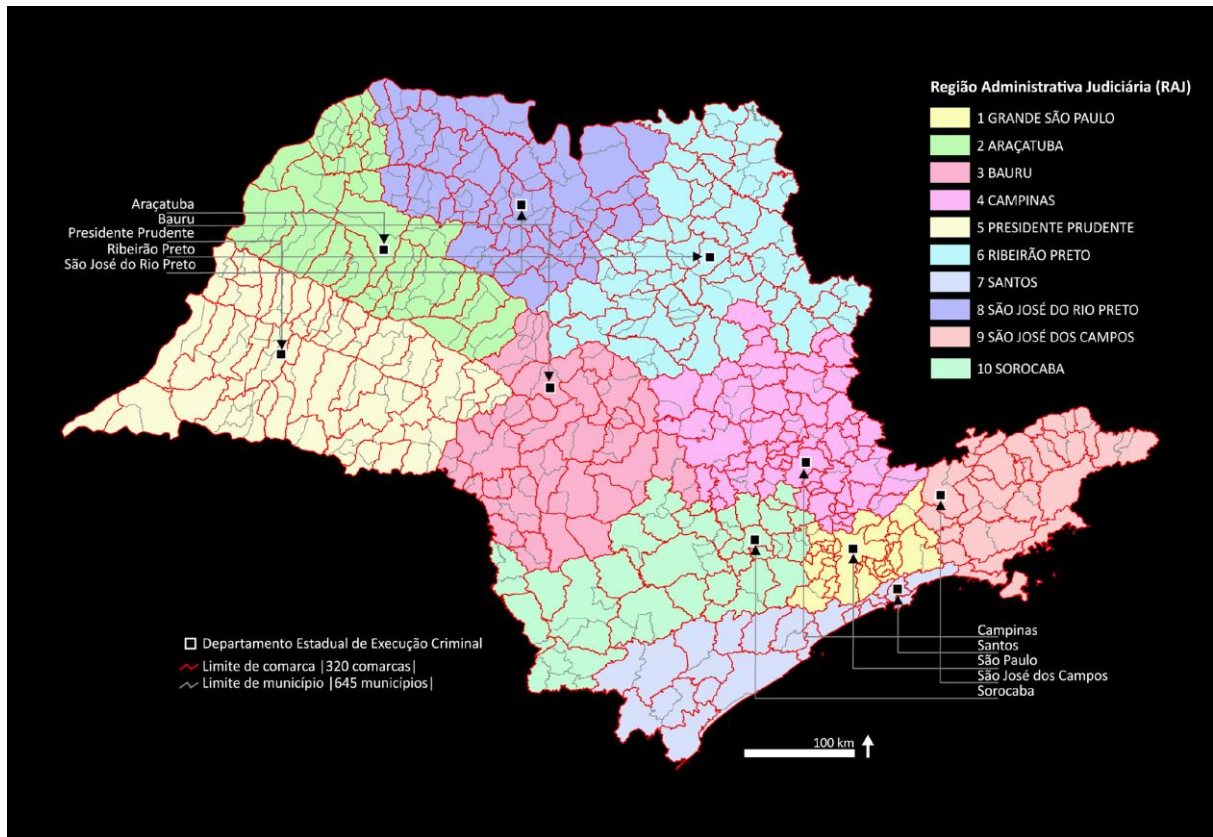 Região Administrativa Judiciária (RAJ)
1 GRANDE SÃO PAULO
2 ARAÇATUBA
3 BAURU
4 CAMPINAS
5 PRESIDENTE PRUDENTE
6 RIBEIRÃO PRETO
7 SANTOS
8 SÃO JOSÉ DO RIO PRETO
9 SÃO JOSÉ DOS CAMPOS
10 SOROCABA
Araçatuba
Bauru
Presidente Prudente
Ribeirão Preto
São José do Rio Preto
Departamento Estadual de Execução Criminal
Limite de comarca |320 comarcas|
Limite de município |645 municípios|
Campinas
Santos
São Paulo
São José dos Campos
Sorocaba
100 km